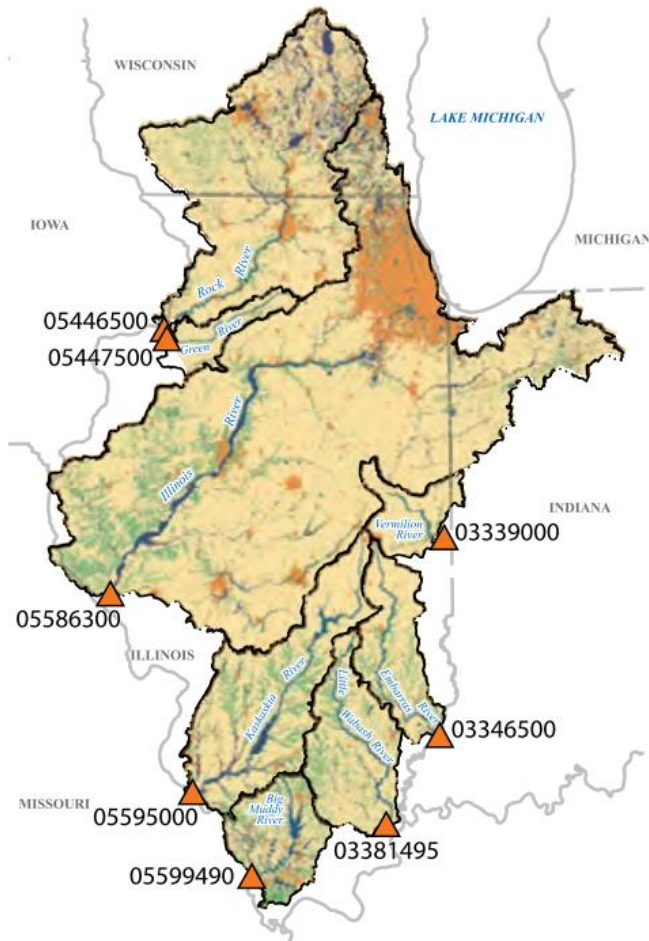 WISCONSIN
LAKE MICHIGAN
IOWA
MICHIGAN
Rock
River
05446500
Green
River
05447500
Illinois
River
INDIANA
Vermilion
River
03339000
05586300
ILLINOIS
Kaskaskia
River
Little
Wabash River
Embarras
River
03346500
MISSOURI
05595000
Big
Muddy
River
03381495
05599490